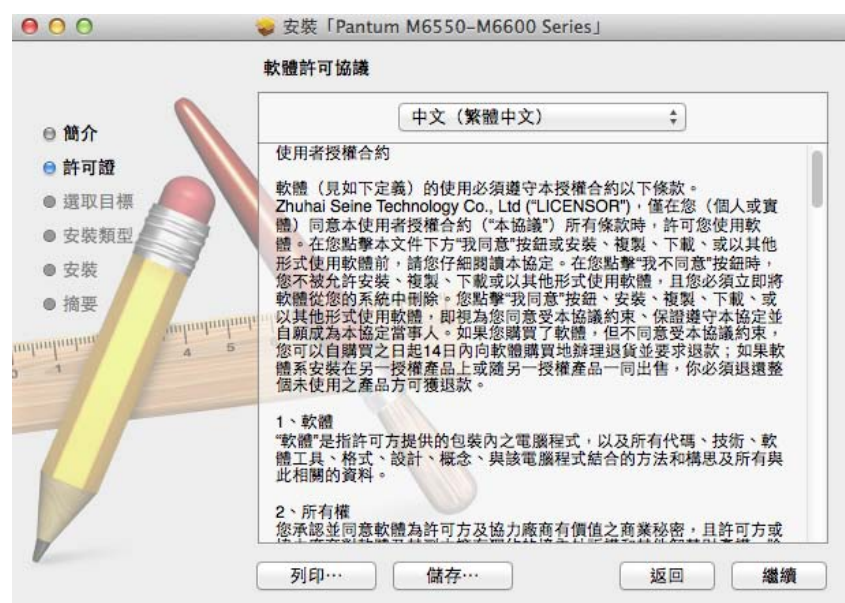 安裝「Pantum M6550–M6600 Series」
軟體許可協議
簡介
許可證
選取目標
安裝類型
安裝
摘要
中文（繁體中文）
使用者授權合約
軟體（見如下定義）的使用必須遵守本授權合約以下條款。
Zhuhai Seine Technology Co., Ltd (“LICENSOR”)，僅在您（個人或實
體）同意本使用者授權合約（“本協議”）所有條款時，許可您使用軟
體。在您點擊本文件下方“我同意”按鈕或安裝、複製、下載、或以其他
形式使用軟體前，請您仔細閱讀本協定。在您點擊“我不同意”按鈕時，
您不被允許安裝、複製、下載或以其他形式使用軟體，且您必須立即將
軟體從您的系統中刪除。您點擊“我同意”按鈕、安裝、複製、下載、或
以其他形式使用軟體，即視為您同意受本協議約束、保證遵守本協定並
自願成為本協定當事人。如果您購買了軟體，但不同意受本協議約束，
您可以自購買之日起14日內向軟體購買地辦理退貨並要求退款；如果軟
體系安裝在另一授權產品上或隨另一授權產品一同出售，你必須退還整
個未使用之產品方可獲退款。
1、軟體
“軟體”是指許可方提供的包裝內之電腦程式，以及所有代碼、技術、軟
體工具、格式、設計、概念、與該電腦程式結合的方法和構思及所有與
此相關的資料。
2、所有權
您承認並同意軟體為許可方及協力廠商有價值之商業秘密，且許可方或
列印…
儲存…
返回
繼續
3
4
5
1